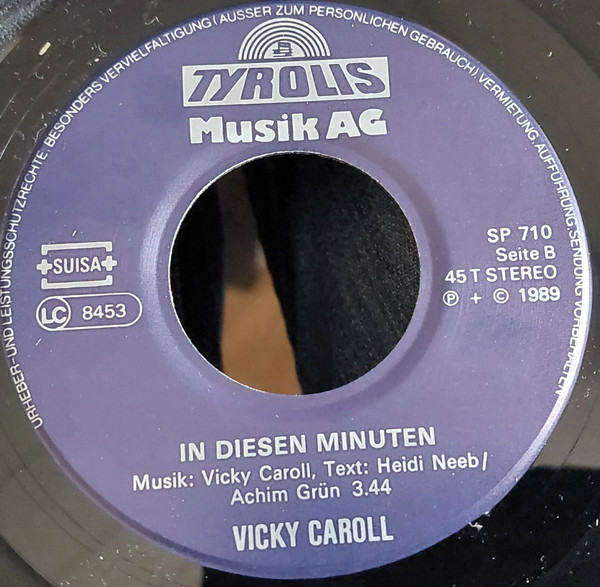 URHEBER-UND LEISTUNGSSCHUTZRECHTE. BESONDERS VERVIELFÄLTIGUNG (AUSSER ZUM PERSÖNLICHEN GEBRAUCH), VERMIETUNG, AUFFÜHRUNG, SENDUNG VORBEHALTEN
TYROLIS
Musik AG
SUISA
LC 8453
SP 710
Seite B
45 T STEREO
℗ + © 1989
IN DIESEN MINUTEN
Musik: Vicky Caroll, Text: Heidi Neeb/
Achim Grün 3.44
VICKY CAROLL